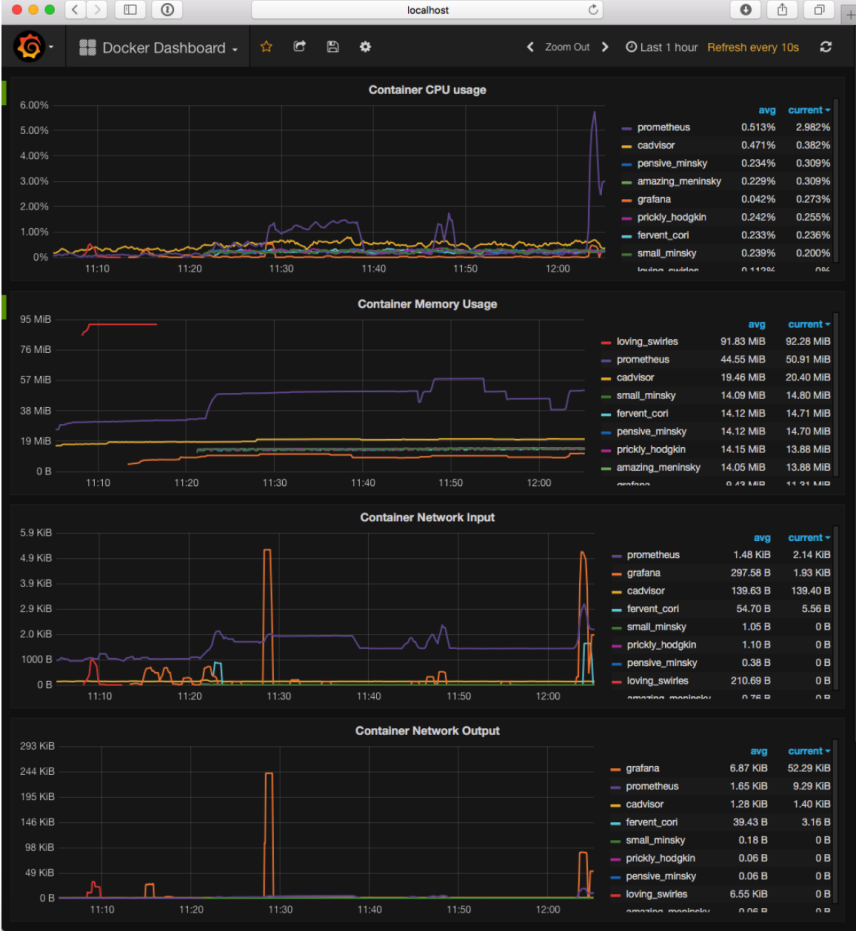 localhost
Docker Dashboard
Zoom Out Last 1 hour Refresh every 10s
Container CPU usage
6.00%
5.00%
4.00%
3.00%
2.00%
1.00%
0%
11:10 11:20 11:30 11:40 11:50 12:00
avg current
prometheus 0.513% 2.982%
cadvisor 0.471% 0.382%
pensive_minsky 0.234% 0.309%
amazing_meninsky 0.229% 0.309%
grafana 0.042% 0.273%
prickly_hodgkin 0.242% 0.255%
fervent_cori 0.233% 0.236%
small_minsky 0.239% 0.200%
loving_swirles 0.112% 0%
Container Memory Usage
95 MiB
76 MiB
57 MiB
38 MiB
19 MiB
0 B
11:10 11:20 11:30 11:40 11:50 12:00
avg current
loving_swirles 91.83 MiB 92.28 MiB
prometheus 44.55 MiB 50.91 MiB
cadvisor 19.46 MiB 20.40 MiB
small_minsky 14.09 MiB 14.80 MiB
fervent_cori 14.12 MiB 14.71 MiB
pensive_minsky 14.12 MiB 14.70 MiB
prickly_hodgkin 14.15 MiB 13.88 MiB
amazing_meninsky 14.05 MiB 13.88 MiB
grafana 9.43 MiB 11.31 MiB
Container Network Input
5.9 KiB
4.9 KiB
3.9 KiB
2.9 KiB
2.0 KiB
1000 B
0 B
11:10 11:20 11:30 11:40 11:50 12:00
avg current
prometheus 1.48 KiB 2.14 KiB
grafana 297.58 B 1.93 KiB
cadvisor 139.63 B 139.40 B
fervent_cori 54.70 B 5.56 B
small_minsky 1.05 B 0 B
prickly_hodgkin 1.10 B 0 B
pensive_minsky 0.38 B 0 B
loving_swirles 210.69 B 0 B
amazing_meninsky 0.76 B 0 B
Container Network Output
293 KiB
244 KiB
195 KiB
146 KiB
98 KiB
49 KiB
0 B
11:10 11:20 11:30 11:40 11:50 12:00
avg current
grafana 6.87 KiB 52.29 KiB
prometheus 1.65 KiB 9.29 KiB
cadvisor 1.28 KiB 1.40 KiB
fervent_cori 39.43 B 3.16 B
small_minsky 0.18 B 0 B
prickly_hodgkin 0.06 B 0 B
pensive_minsky 0.06 B 0 B
loving_swirles 6.55 KiB 0 B
amazing_meninsky 0.06 B 0 B